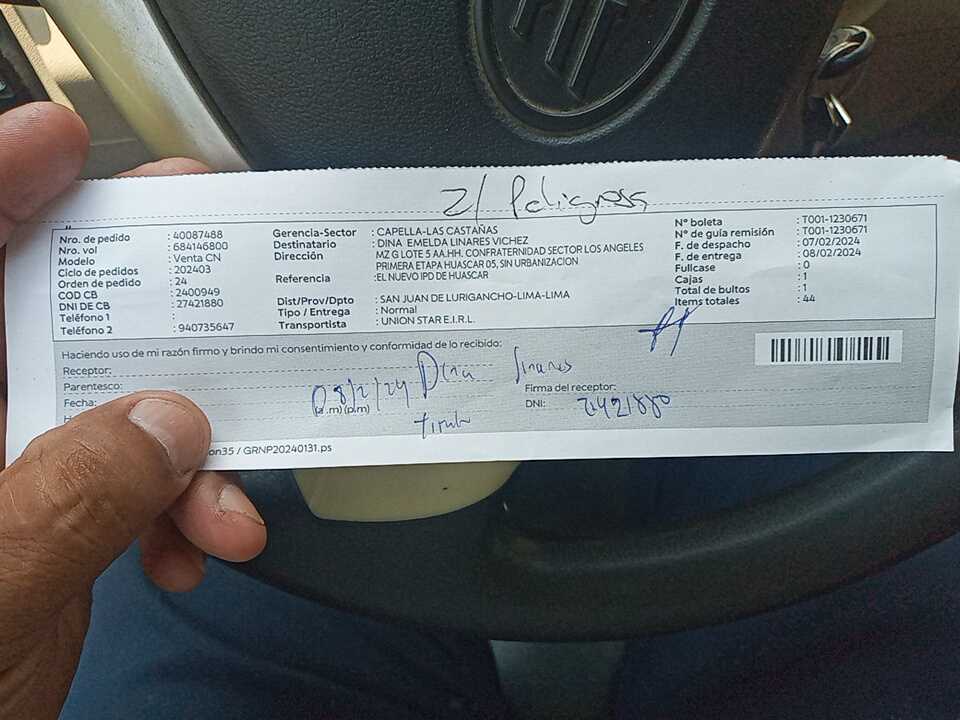 Z/ Peligrosa
Nro. de pedido : 40087488
Nro. vol : 684146800
Modelo : Venta CN
Ciclo de pedidos : 202403
Orden de pedido : 24
COD CB : 2400949
DNI DE CB : 27421880
Teléfono 1 :
Teléfono 2 : 940735647
Gerencia-Sector : CAPELLA-LAS CASTAÑAS
Destinatario : DINA EMELDA LINARES VICHEZ
Dirección MZ G LOTE 5 AA.HH. CONFRATERNIDAD SECTOR LOS ANGELES
PRIMERA ETAPA HUASCAR 05, SIN URBANIZACION
Referencia :EL NUEVO IPD DE HUASCAR
Dist/Prov/Dpto : SAN JUAN DE LURIGANCHO-LIMA-LIMA
Tipo / Entrega : Normal
Transportista : UNION STAR E.I.R.L.
N° boleta : T001-1230671
N° de guía remisión : T001-1230671
F. de despacho : 07/02/2024
F. de entrega : 08/02/2024
Fullcase : 0
Cajas : 1
Total de bultos : 1
Items totales : 44
Haciendo uso de mi razón firmo y brindo mi consentimiento y conformidad de lo recibido:
Receptor: Dina Linares
Parentesco:
Fecha: 08/2/24
(a.m)(p.m)
Firma del receptor:
DNI:
on35 / GRNP20240131.ps